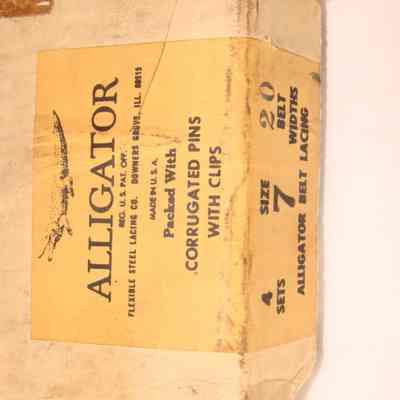 ALLIGATOR
REG. U.S. PAT. OFF.
FLEXIBLE STEEL LACING CO. DOWNERS GROVE, ILL. 60515
MADE IN U.S.A.
Packed With
CORRUGATED PINS
WITH CLIPS
4 SETS
SIZE 7
20 BELT WIDTHS
ALLIGATOR BELT LACING